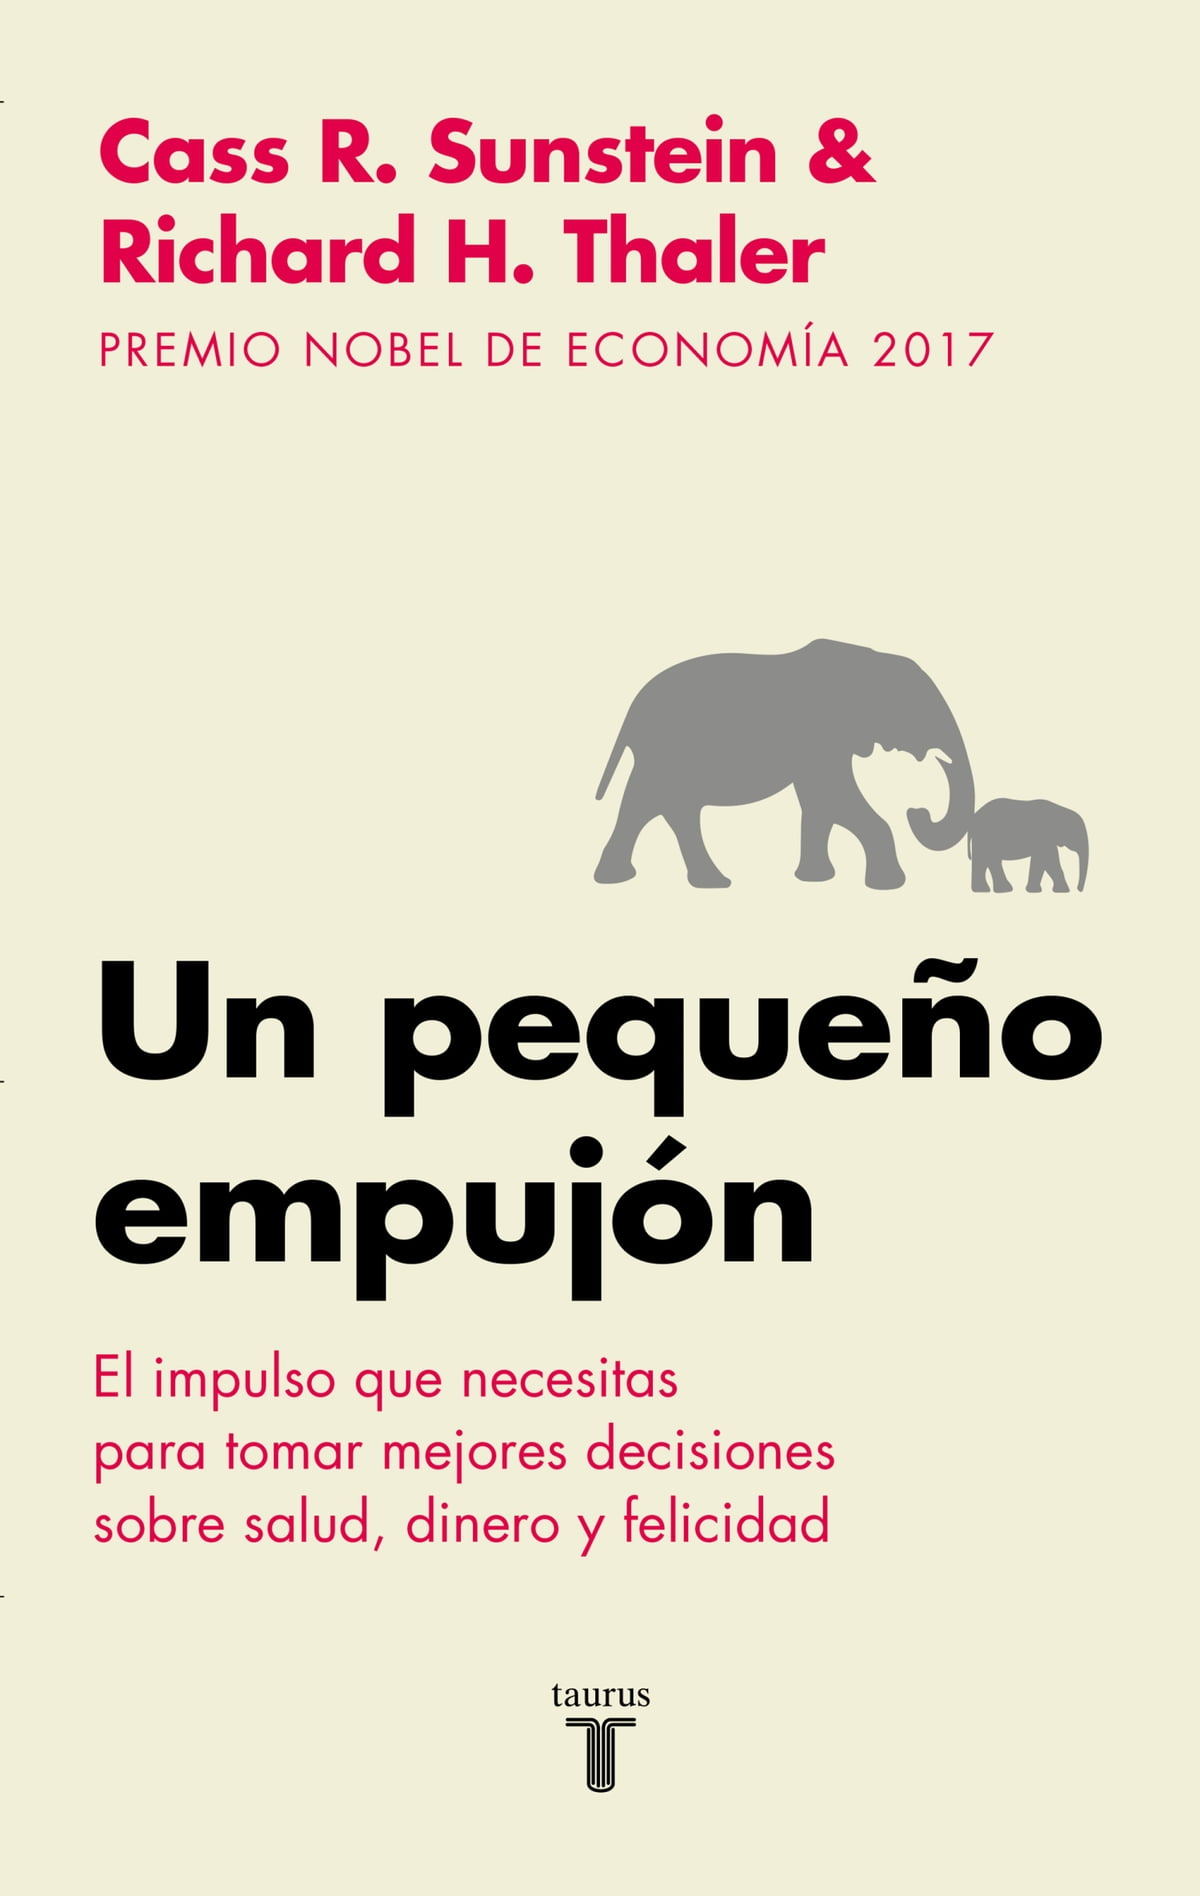 Cass R. Sunstein &
Richard H. Thaler
PREMIO NOBEL DE ECONOMÍA 2017
Un pequeño
empujón
El impulso que necesitas
para tomar mejores decisiones
sobre salud, dinero y felicidad
taurus